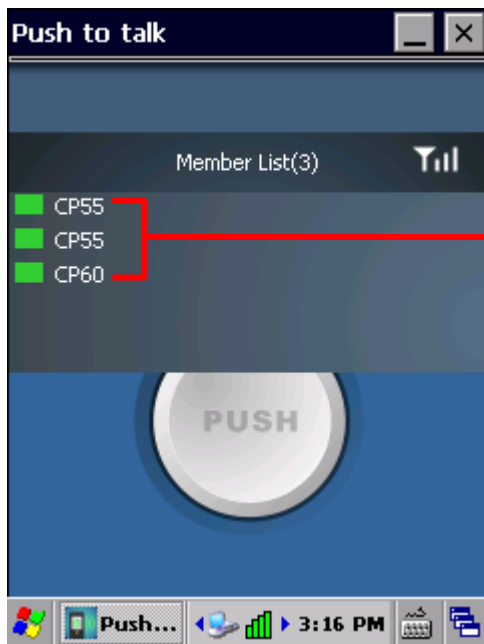 Push to talk
Member List(3)
CP55
CP55
CP60
PUSH
Push... 3:16 PM